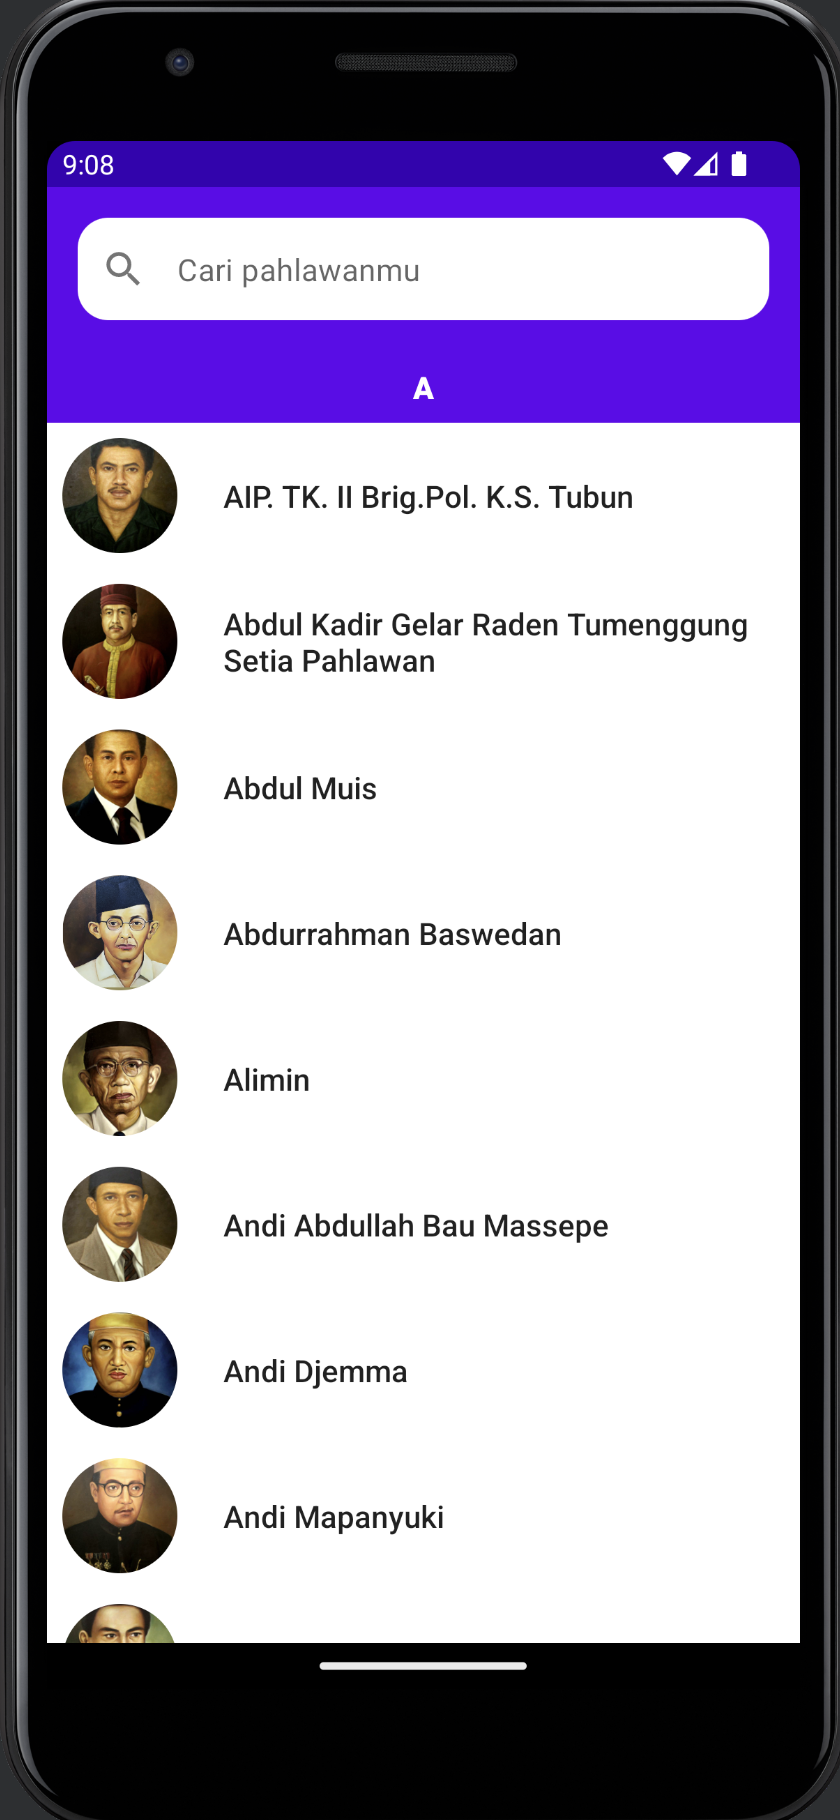 9:08
Cari pahlawanmu
A
AIP. TK. II Brig.Pol. K.S. Tubun
Abdul Kadir Gelar Raden Tumenggung
Setia Pahlawan
Abdul Muis
Abdurrahman Baswedan
Alimin
Andi Abdullah Bau Massepe
Andi Djemma
Andi Mapanyuki